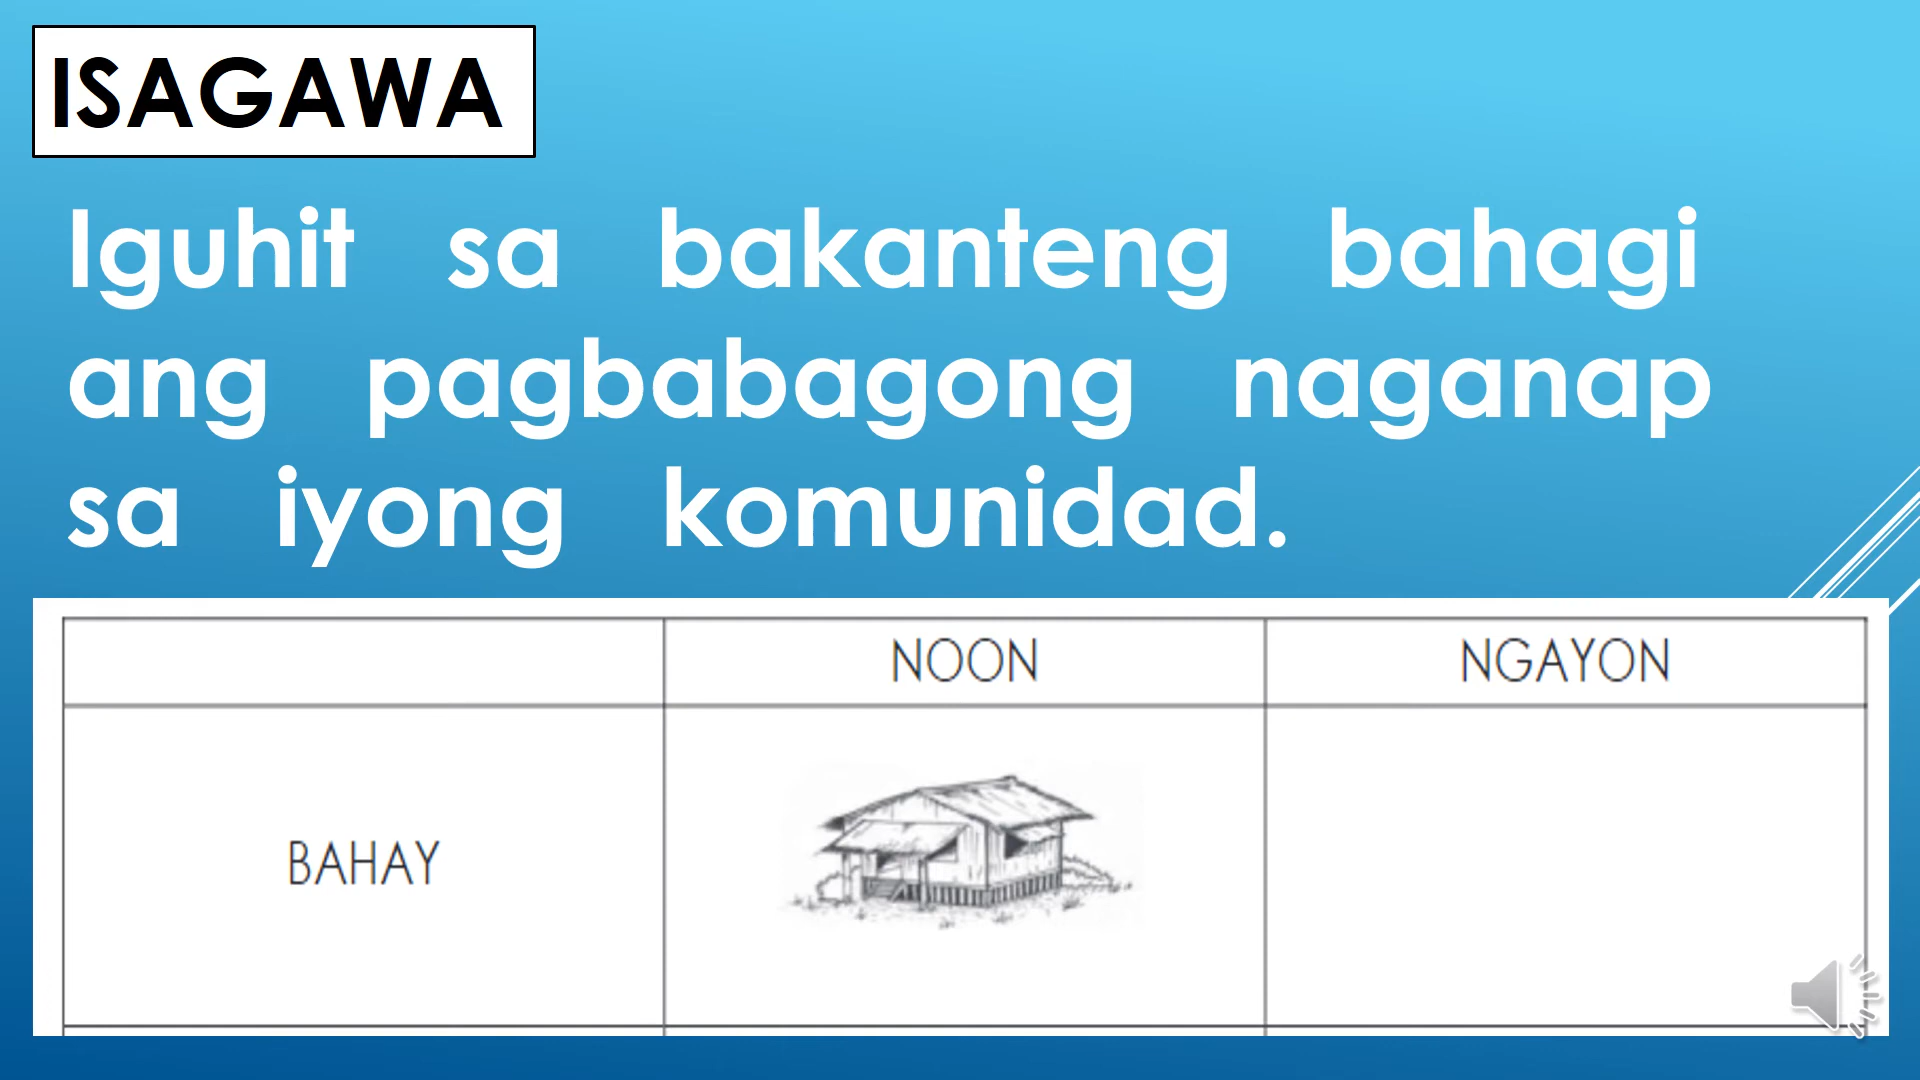 ISAGAWA
Iguhit sa bakanteng bahagi
ang pagbabagong naganap
sa iyong komunidad.
NOON NGAYON
BAHAY